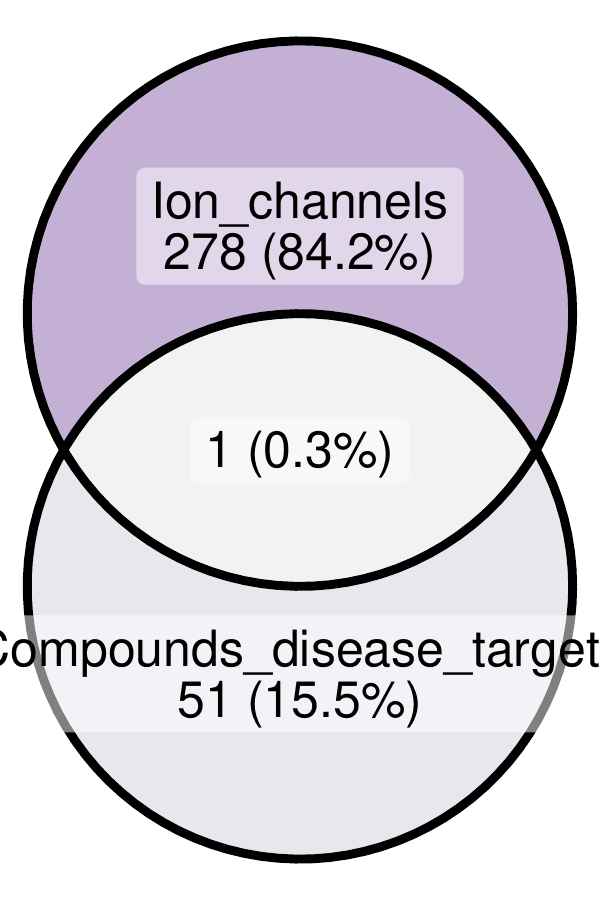 Ion_channels
278 (84.2%)
1 (0.3%)
Compounds_disease_target
51 (15.5%)